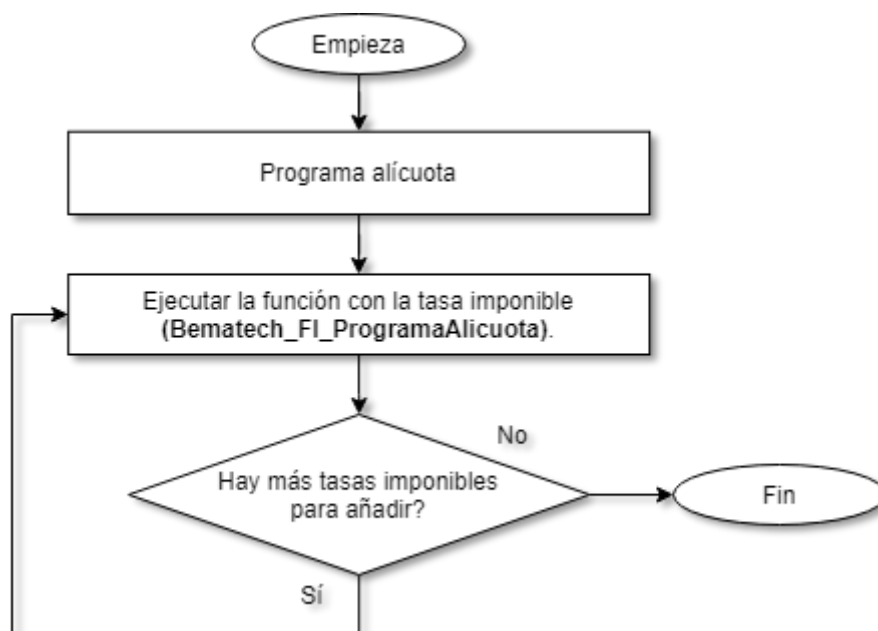 Empieza
Programa alícuota
Ejecutar la función con la tasa imponible
(Bematech_FI_ProgramaAlicuota).
No
Hay más tasas imponibles
para añadir?
Fin
Sí